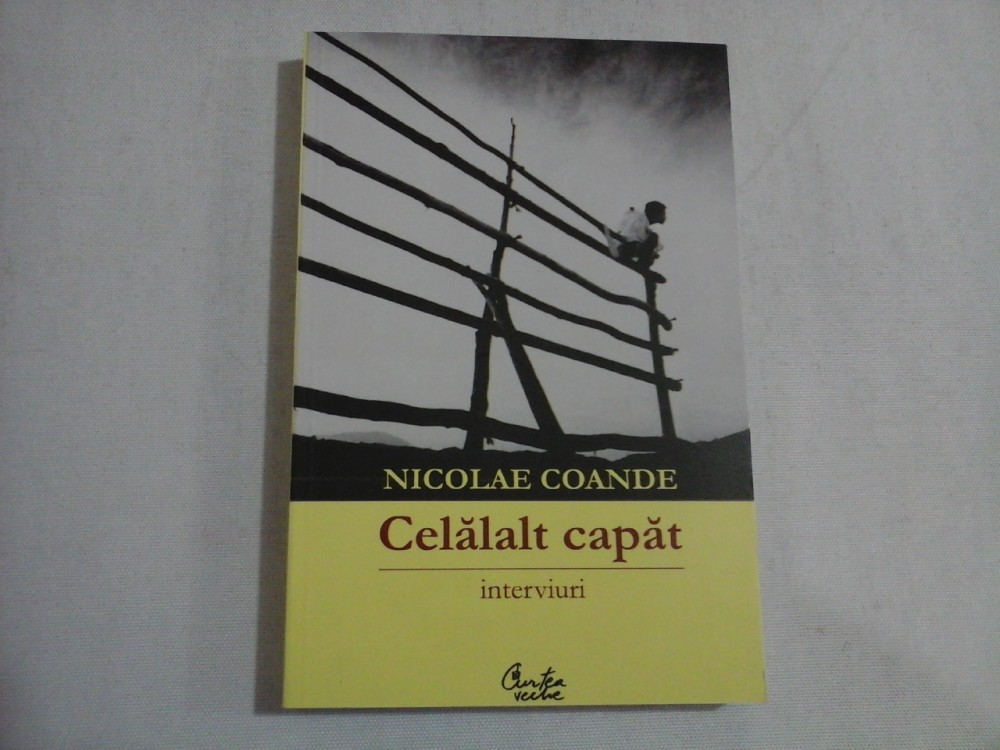 NICOLAE COANDE
Celălalt capăt
interviuri
Curtea
veche